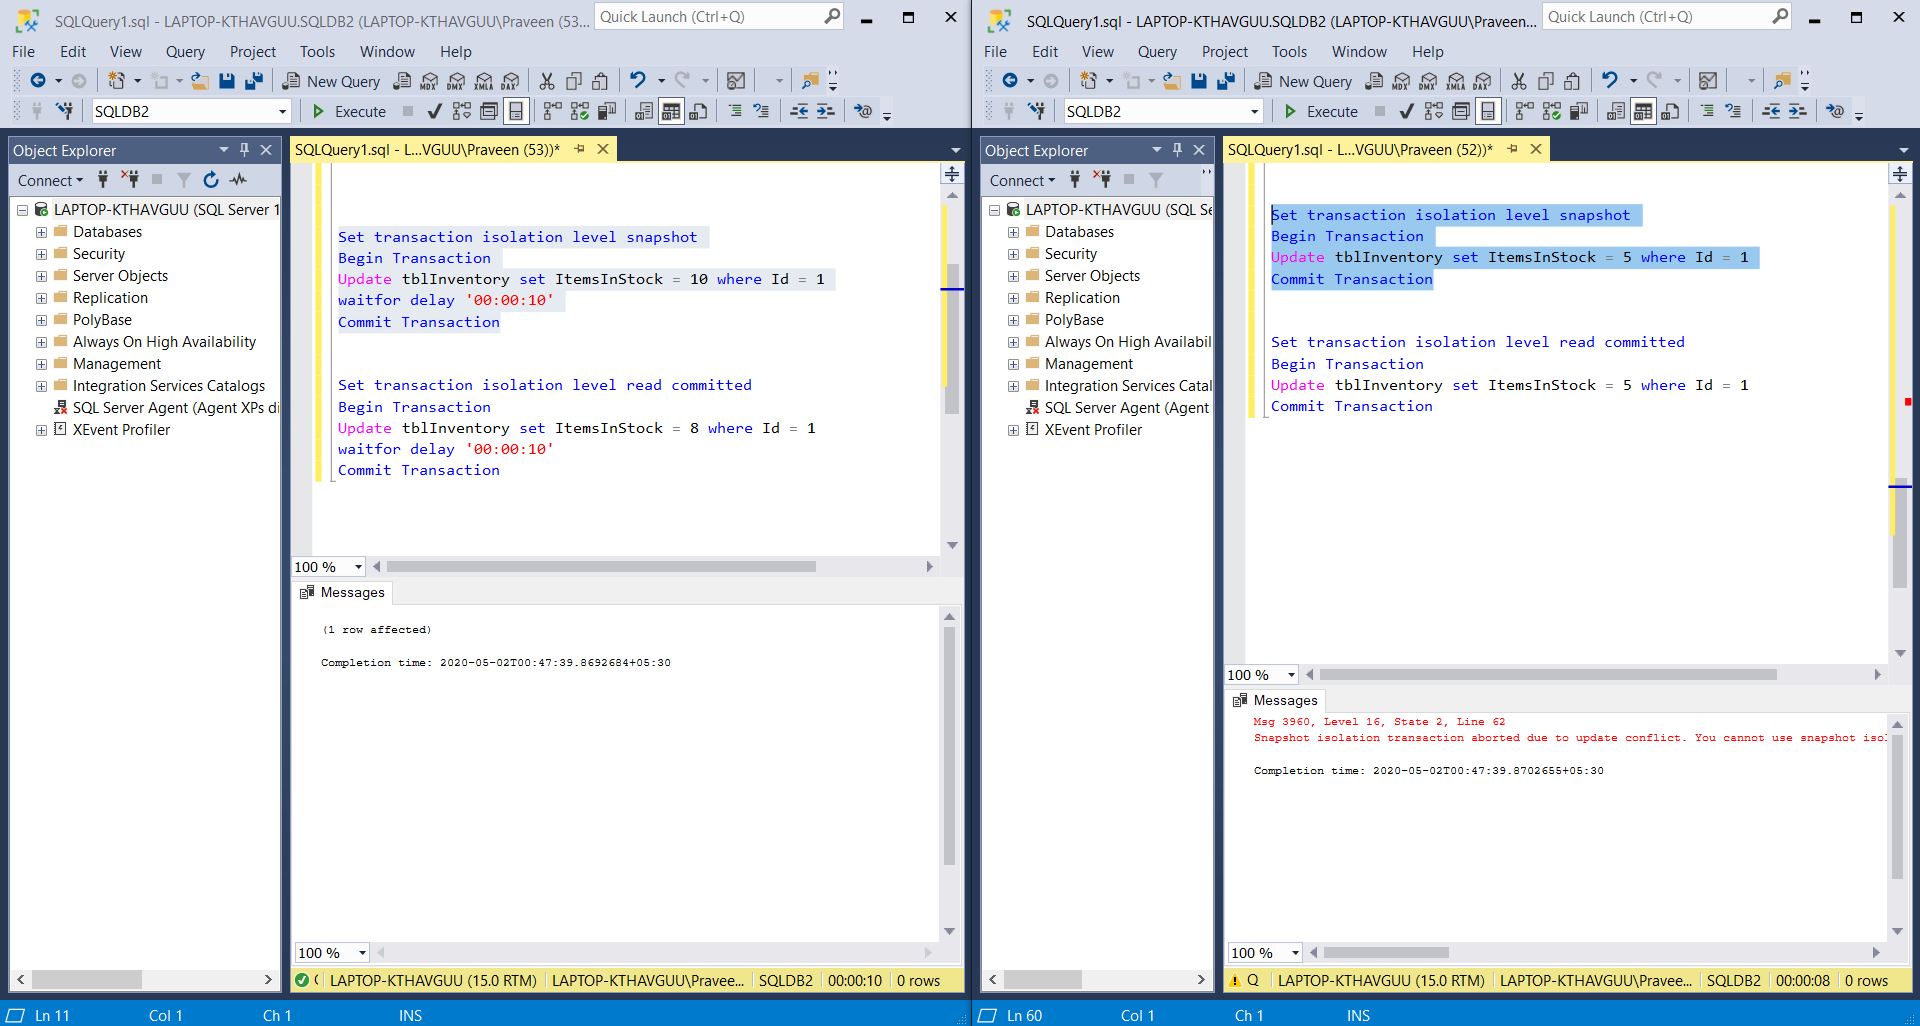 SQLQuery1.sql - LAPTOP-KTHAVGUU.SQLDB2 (LAPTOP-KTHAVGUU\Praveen (53...
Quick Launch (Ctrl+Q)
File Edit View Query Project Tools Window Help
New Query
MDX DMX XMLA DAX
SQLDB2
Execute
Object Explorer
Connect
LAPTOP-KTHAVGUU (SQL Server 1
Databases
Security
Server Objects
Replication
PolyBase
Always On High Availability
Management
Integration Services Catalogs
SQL Server Agent (Agent XPs di
XEvent Profiler
SQLQuery1.sql - L...VGUU\Praveen (53))*
Set transaction isolation level snapshot
Begin Transaction
Update tblInventory set ItemsInStock = 10 where Id = 1
waitfor delay '00:00:10'
Commit Transaction
Set transaction isolation level read committed
Begin Transaction
Update tblInventory set ItemsInStock = 8 where Id = 1
waitfor delay '00:00:10'
Commit Transaction
100 %
Messages
(1 row affected)
Completion time: 2020-05-02T00:47:39.8692684+05:30
100 %
LAPTOP-KTHAVGUU (15.0 RTM) LAPTOP-KTHAVGUU\Pravee... SQLDB2 00:00:10 0 rows
Ln 11 Col 1 Ch 1 INS
SQLQuery1.sql - LAPTOP-KTHAVGUU.SQLDB2 (LAPTOP-KTHAVGUU\Praveen...
Quick Launch (Ctrl+Q)
File Edit View Query Project Tools Window Help
New Query
MDX DMX XMLA DAX
SQLDB2
Execute
Object Explorer
Connect
LAPTOP-KTHAVGUU (SQL Se
Databases
Security
Server Objects
Replication
PolyBase
Always On High Availabil
Management
Integration Services Catal
SQL Server Agent (Agent
XEvent Profiler
SQLQuery1.sql - L...VGUU\Praveen (52))*
Set transaction isolation level snapshot
Begin Transaction
Update tblInventory set ItemsInStock = 5 where Id = 1
Commit Transaction
Set transaction isolation level read committed
Begin Transaction
Update tblInventory set ItemsInStock = 5 where Id = 1
Commit Transaction
100 %
Messages
Msg 3960, Level 16, State 2, Line 62
Snapshot isolation transaction aborted due to update conflict. You cannot use snapshot isol
Completion time: 2020-05-02T00:47:39.8702655+05:30
100 %
Q LAPTOP-KTHAVGUU (15.0 RTM) LAPTOP-KTHAVGUU\Pravee... SQLDB2 00:00:08 0 rows
Ln 60 Col 1 Ch 1 INS